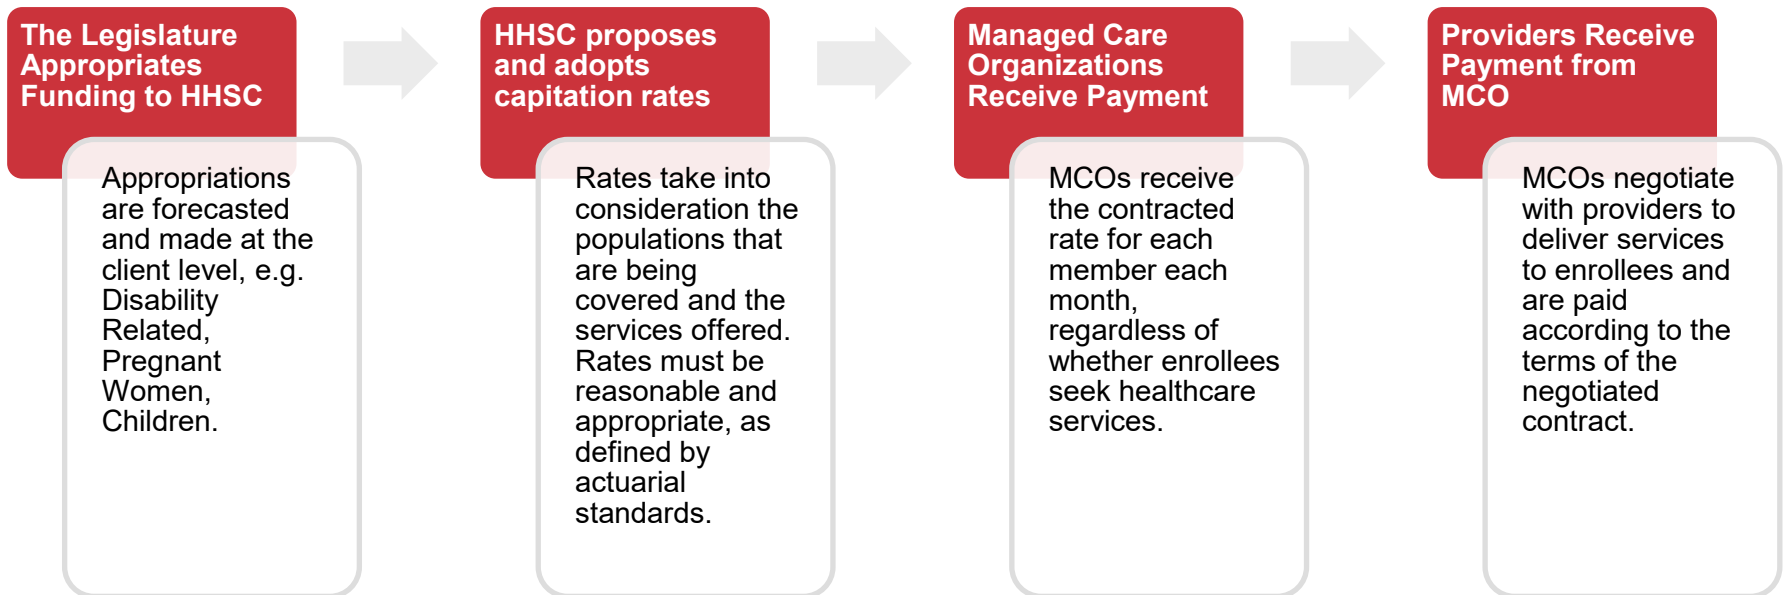 The Legislature
Appropriates
Funding to HHSC
Appropriations
are forecasted
and made at the
client level, e.g.
Disability
Related,
Pregnant
Women,
Children.
HHSC proposes
and adopts
capitation rates
Rates take into
consideration the
populations that
are being
covered and the
services offered.
Rates must be
reasonable and
appropriate, as
defined by
actuarial
standards.
Managed Care
Organizations
Receive Payment
MCOs receive
the contracted
rate for each
member each
month,
regardless of
whether enrollees
seek healthcare
services.
Providers Receive
Payment from
MCO
MCOs negotiate
with providers to
deliver services
to enrollees and
are paid
according to the
terms of the
negotiated
contract.